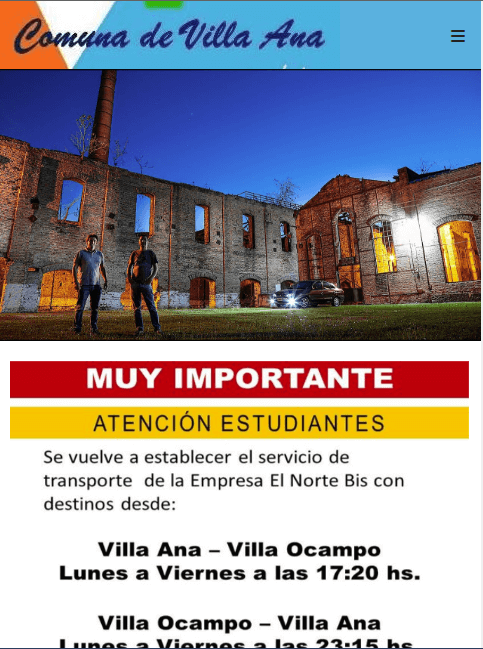 Comuna de Villa Ana
MUY IMPORTANTE
ATENCIÓN ESTUDIANTES
Se vuelve a establecer el servicio de
transporte de la Empresa El Norte Bis con
destinos desde:
Villa Ana – Villa Ocampo
Lunes a Viernes a las 17:20 hs.
Villa Ocampo – Villa Ana
Lunes a Viernes a las 23:15 hs